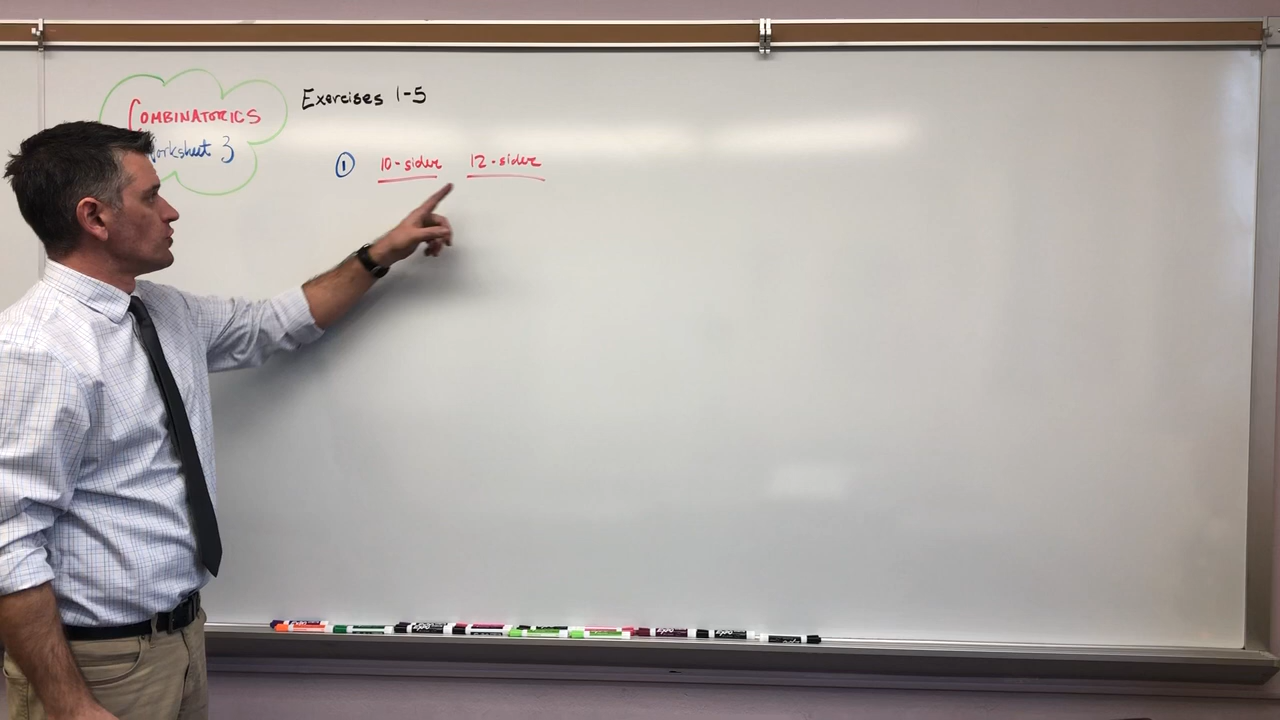 COMBINATORICS
Worksheet 3
Exercises 1-5
① 10-sider 12-sider